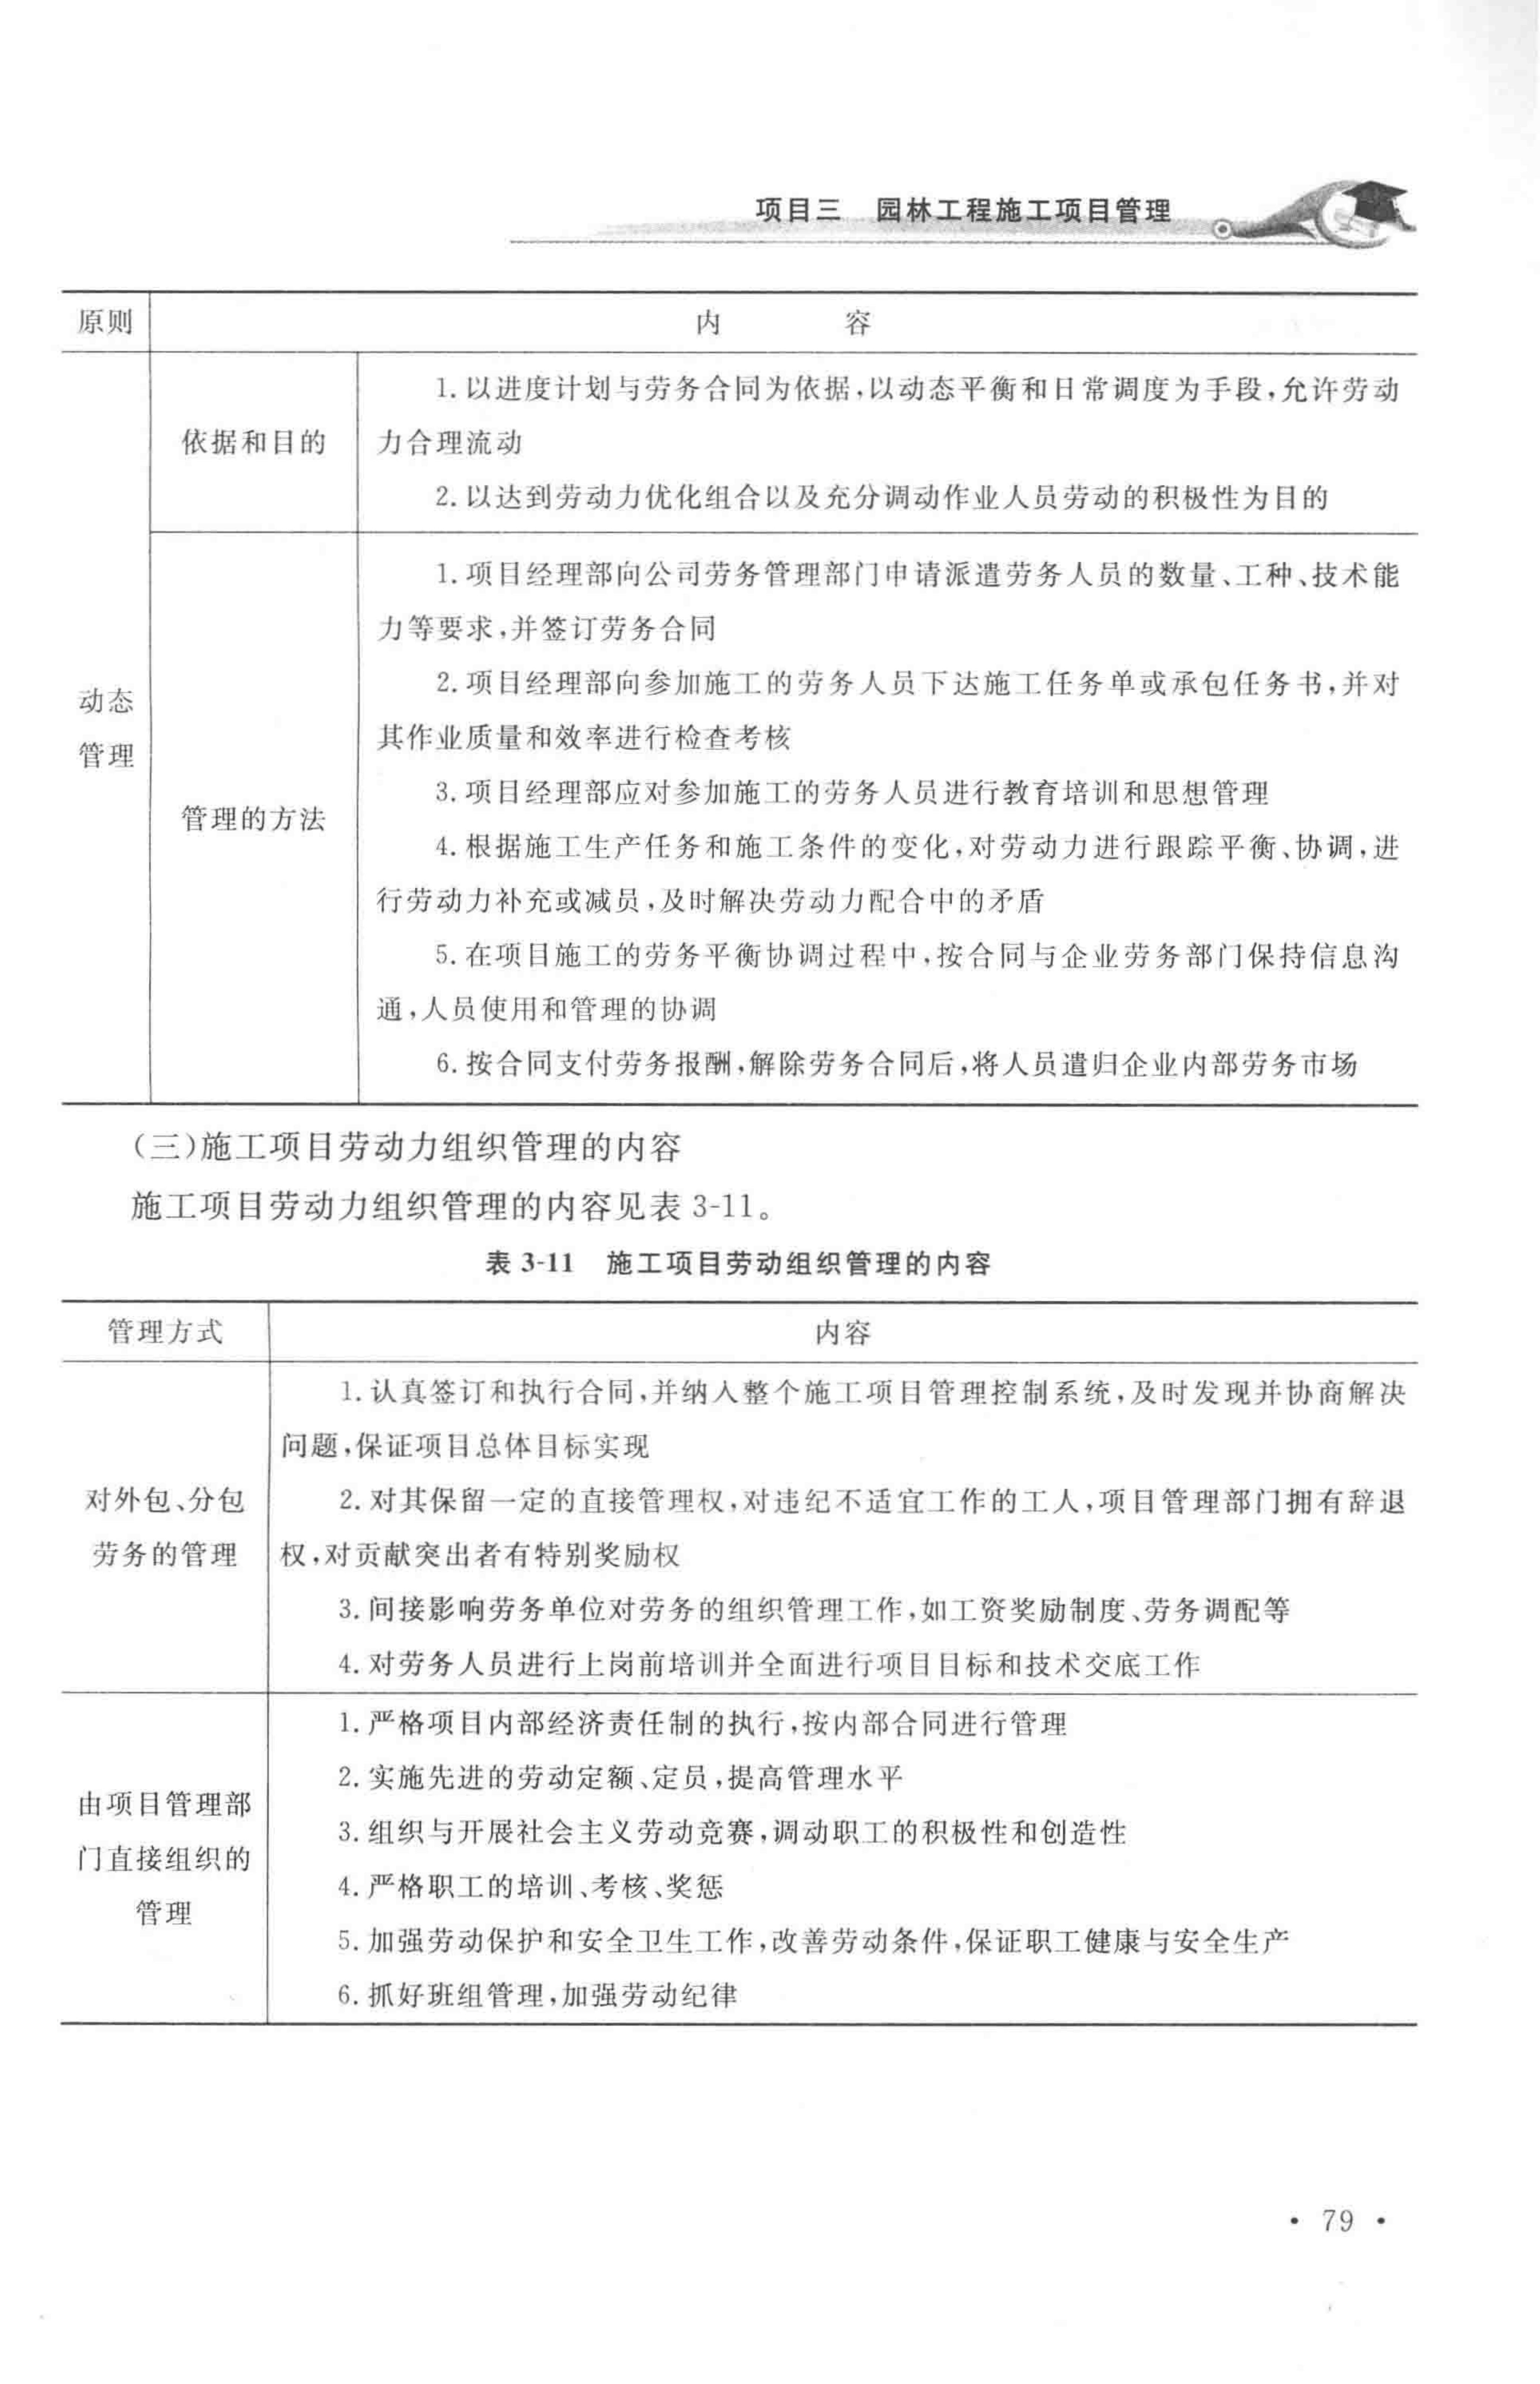 项目三 园林工程施工项目管理
原则 内 容
动态
管理
依据和目的
1.以进度计划与劳务合同为依据,以动态平衡和日常调度为手段,允许劳动
力合理流动
2.以达到劳动力优化组合以及充分调动作业人员劳动的积极性为目的
管理的方法
1.项目经理部向公司劳务管理部门申请派遣劳务人员的数量、工种、技术能
力等要求,并签订劳务合同
2.项目经理部向参加施工的劳务人员下达施工任务单或承包任务书,并对
其作业质量和效率进行检查考核
3.项目经理部应对参加施工的劳务人员进行教育培训和思想管理
4.根据施工生产任务和施工条件的变化,对劳动力进行跟踪平衡、协调,进
行劳动力补充或减员,及时解决劳动力配合中的矛盾
5.在项目施工的劳务平衡协调过程中,按合同与企业劳务部门保持信息沟
通,人员使用和管理的协调
6.按合同支付劳务报酬,解除劳务合同后,将人员遣归企业内部劳务市场
(三)施工项目劳动力组织管理的内容
施工项目劳动力组织管理的内容见表 3-11。
表 3-11 施工项目劳动组织管理的内容
管理方式 内容
对外包、分包
劳务的管理
1.认真签订和执行合同,并纳入整个施工项目管理控制系统,及时发现并协商解决
问题,保证项目总体目标实现
2.对其保留一定的直接管理权,对违纪不适宜工作的工人,项目管理部门拥有辞退
权,对贡献突出者有特别奖励权
3.间接影响劳务单位对劳务的组织管理工作,如工资奖励制度、劳务调配等
4.对劳务人员进行上岗前培训并全面进行项目目标和技术交底工作
由项目管理部
门直接组织的
管理
1.严格项目内部经济责任制的执行,按内部合同进行管理
2.实施先进的劳动定额、定员,提高管理水平
3.组织与开展社会主义劳动竞赛,调动职工的积极性和创造性
4.严格职工的培训、考核、奖惩
5.加强劳动保护和安全卫生工作,改善劳动条件,保证职工健康与安全生产
6.抓好班组管理,加强劳动纪律
• 79 •